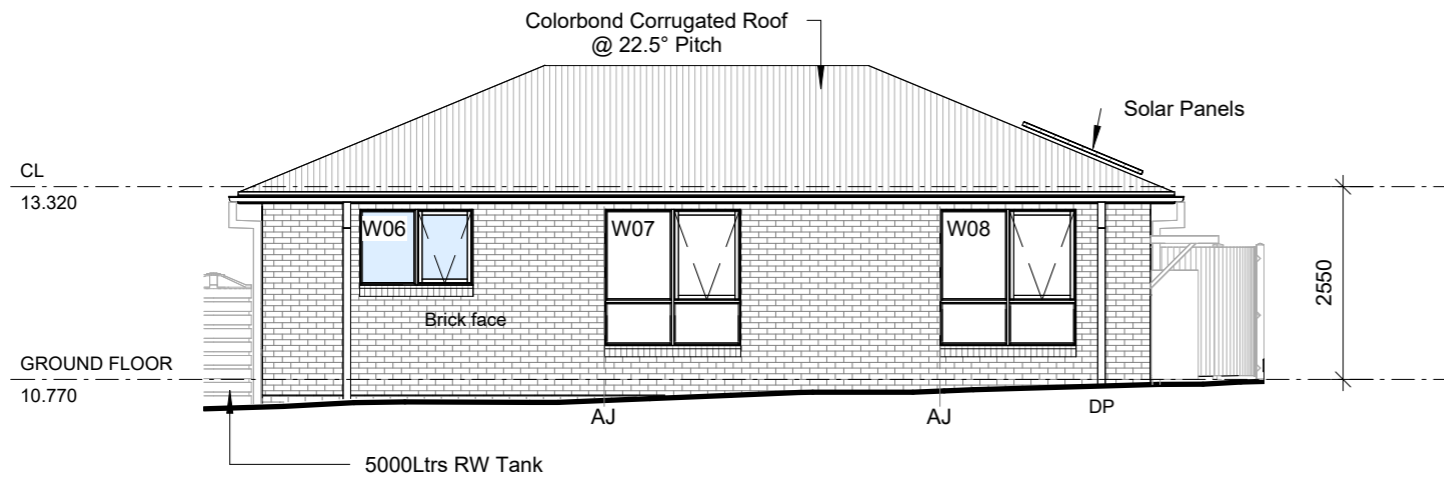 Colorbond Corrugated Roof
@ 22.5° Pitch
Solar Panels
CL
13.320
W06
W07
W08
2550
Brick face
GROUND FLOOR
10.770
AJ
AJ
DP
5000Ltrs RW Tank